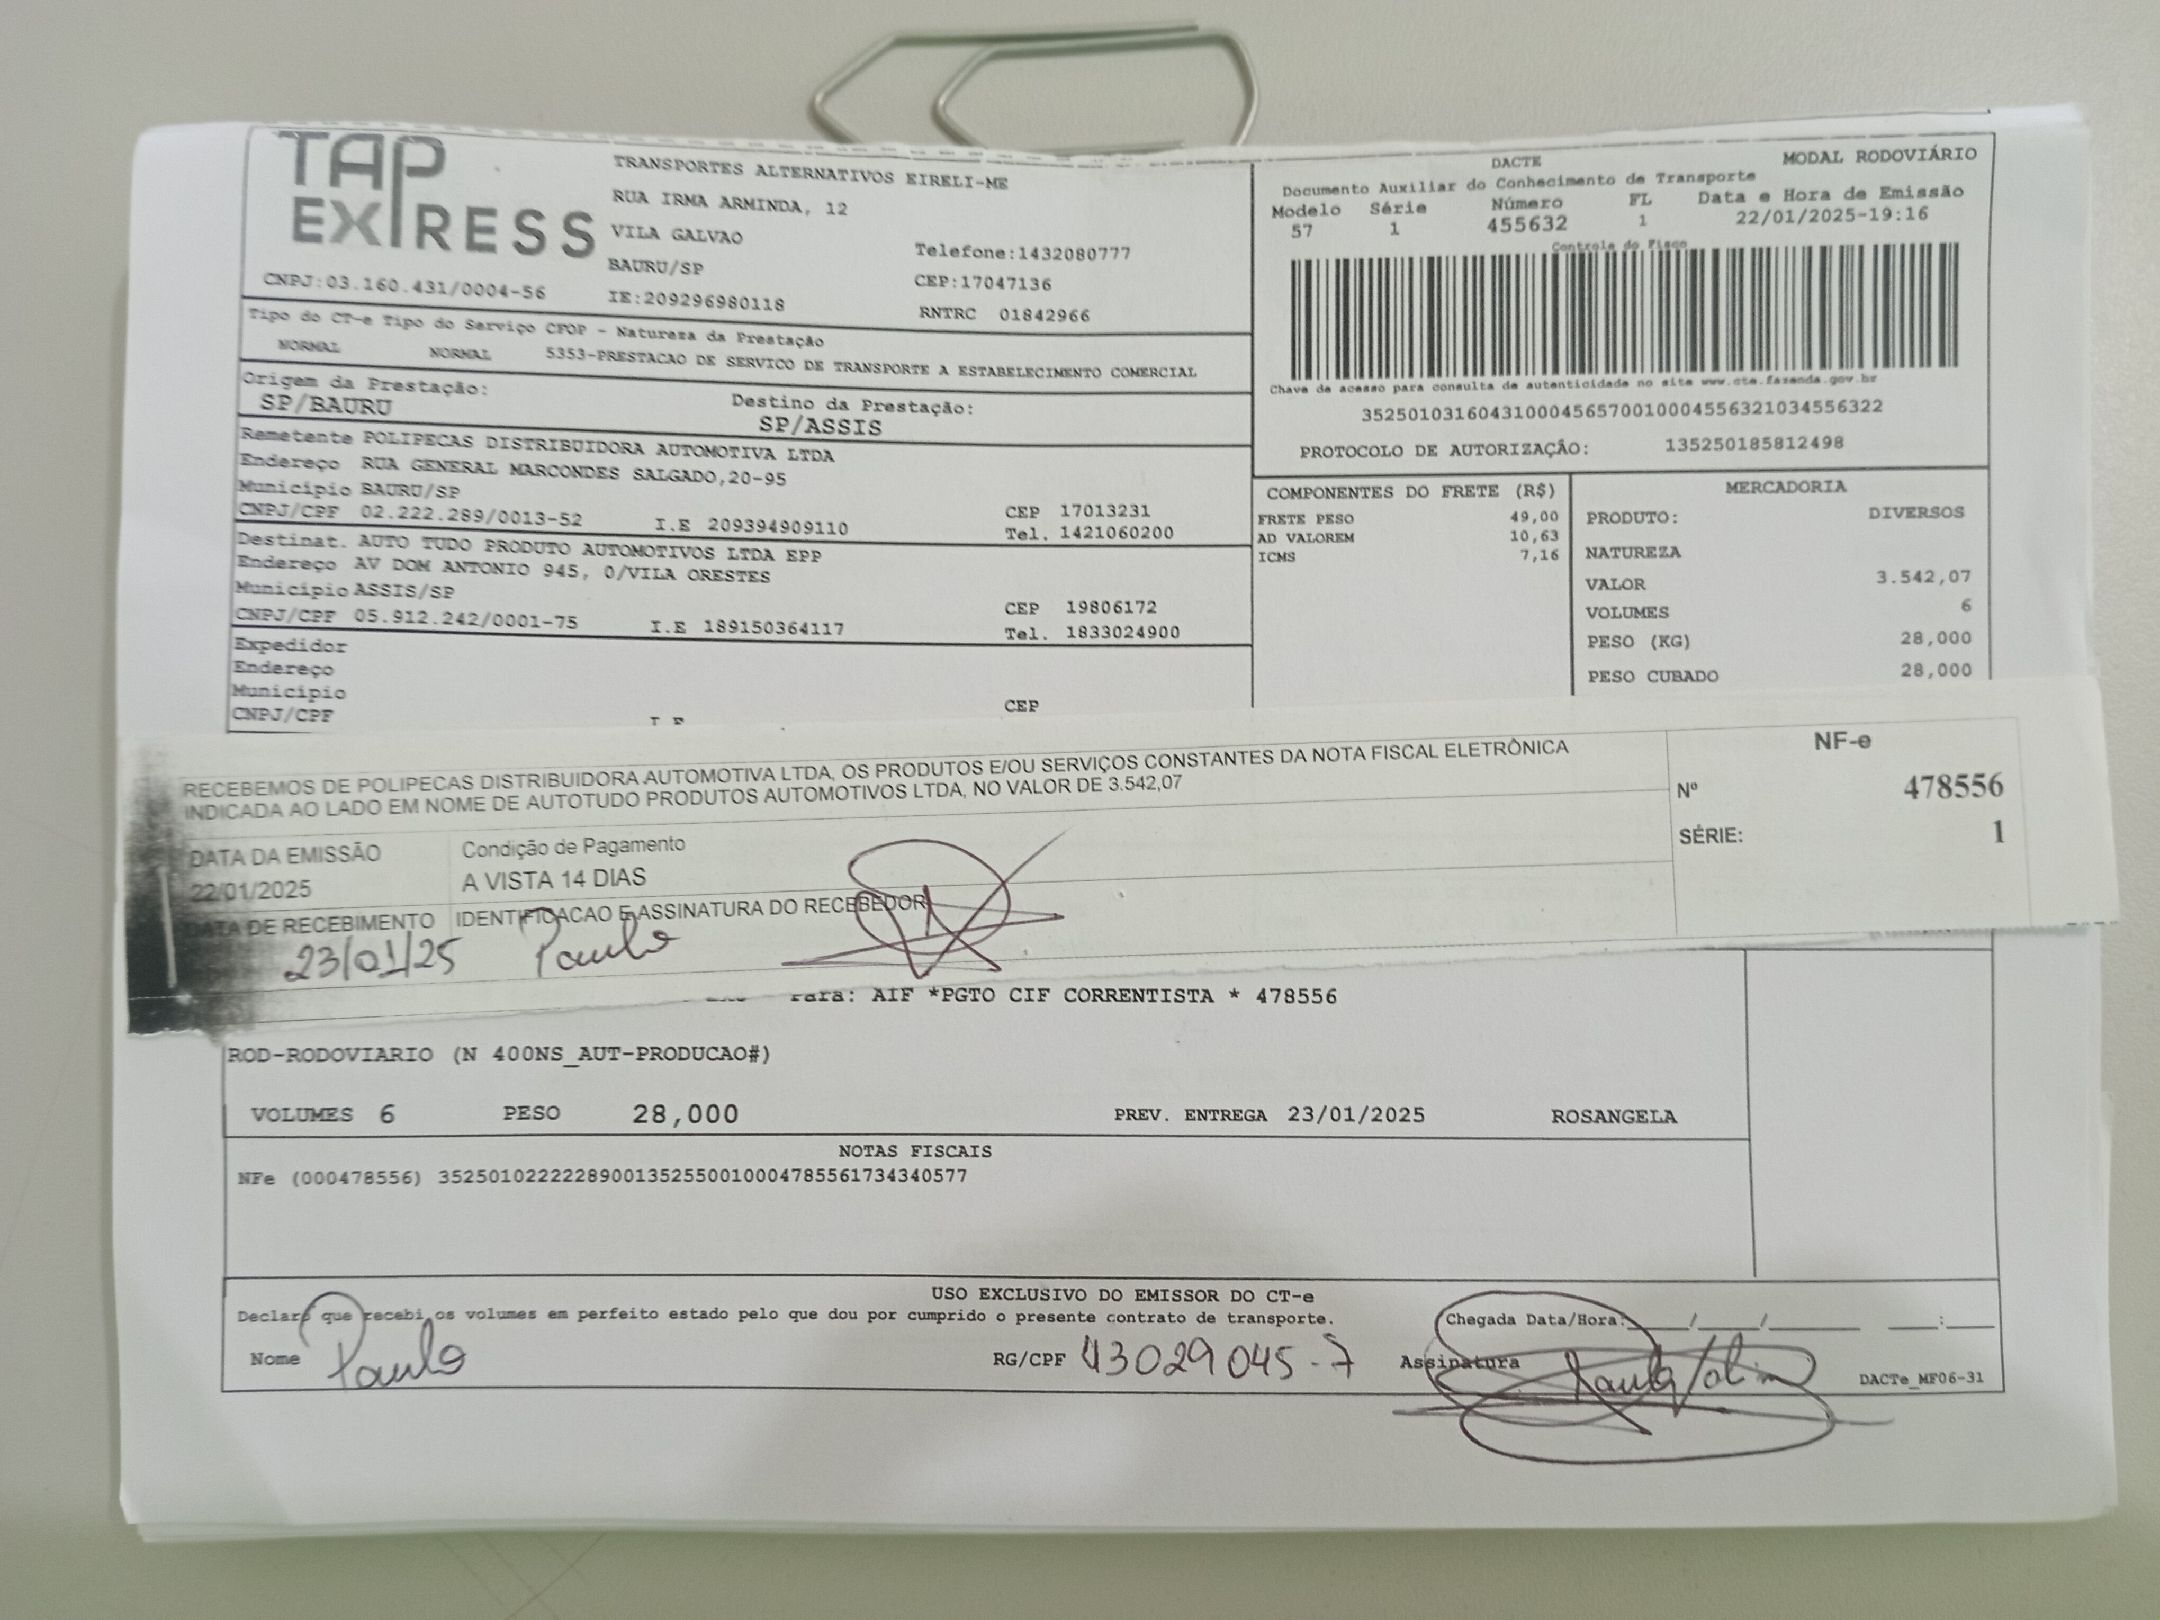 TAP
EXPRESS
TRANSPORTES ALTERNATIVOS EIRELI-ME
RUA IRMA ARMINDA, 12
VILA GALVAO
BAURU/SP
Telefone:1432080777
CEP:17047136
CNPJ:03.160.431/0004-56
IE:209296980118
RNTRC 01842966
DACTE
MODAL RODOVIÁRIO
Documento Auxiliar do Conhecimento de Transporte
Modelo Série Número FL Data e Hora de Emissão
57 1 455632 1 22/01/2025-19:16
Controle do Fisco
Chave de acesso para consulta de autenticidade no site www.cte.fazenda.gov.br
35250103160431000456570010004556321034556322
PROTOCOLO DE AUTORIZAÇÃO: 135250185812498
Tipo do CT-e Tipo do Serviço CFOP - Natureza da Prestação
NORMAL NORMAL 5353-PRESTACAO DE SERVICO DE TRANSPORTE A ESTABELECIMENTO COMERCIAL
Origem da Prestação:
SP/BAURU
Destino da Prestação:
SP/ASSIS
Remetente POLIPECAS DISTRIBUIDORA AUTOMOTIVA LTDA
Endereço RUA GENERAL MARCONDES SALGADO,20-95
Município BAURU/SP
CEP 17013231
CNPJ/CPF 02.222.289/0013-52 I.E 209394909110 Tel. 1421060200
Destinat. AUTO TUDO PRODUTO AUTOMOTIVOS LTDA EPP
Endereço AV DOM ANTONIO 945, 0/VILA ORESTES
Município ASSIS/SP
CEP 19806172
CNPJ/CPF 05.912.242/0001-75 I.E 189150364117 Tel. 1833024900
Expedidor
Endereço
Município
CEP
CNPJ/CPF
COMPONENTES DO FRETE (R$)
FRETE PESO 49,00
AD VALOREM 10,63
ICMS 7,16
MERCADORIA
PRODUTO: DIVERSOS
NATUREZA
VALOR 3.542,07
VOLUMES 6
PESO (KG) 28,000
PESO CUBADO 28,000
RECEBEMOS DE POLIPECAS DISTRIBUIDORA AUTOMOTIVA LTDA, OS PRODUTOS E/OU SERVIÇOS CONSTANTES DA NOTA FISCAL ELETRÔNICA
INDICADA AO LADO EM NOME DE AUTOTUDO PRODUTOS AUTOMOTIVOS LTDA, NO VALOR DE 3.542,07
NF-e
Nº 478556
SÉRIE: 1
DATA DA EMISSÃO
22/01/2025
Condição de Pagamento
A VISTA 14 DIAS
DATA DE RECEBIMENTO
23/01/25
IDENTIFICACAO E ASSINATURA DO RECEBEDOR
Paulo
Para: AIF *PGTO CIF CORRENTISTA * 478556
ROD-RODOVIARIO (N 400NS_AUT-PRODUCAO#)
VOLUMES 6 PESO 28,000 PREV. ENTREGA 23/01/2025 ROSANGELA
NOTAS FISCAIS
NFe (000478556) 35250102222289001352550010004785561734340577
USO EXCLUSIVO DO EMISSOR DO CT-e
Declaro que recebi os volumes em perfeito estado pelo que dou por cumprido o presente contrato de transporte.
Chegada Data/Hora: / / :
Nome Paulo RG/CPF 43029045-7 Assinatura
DACTe_MF06-31